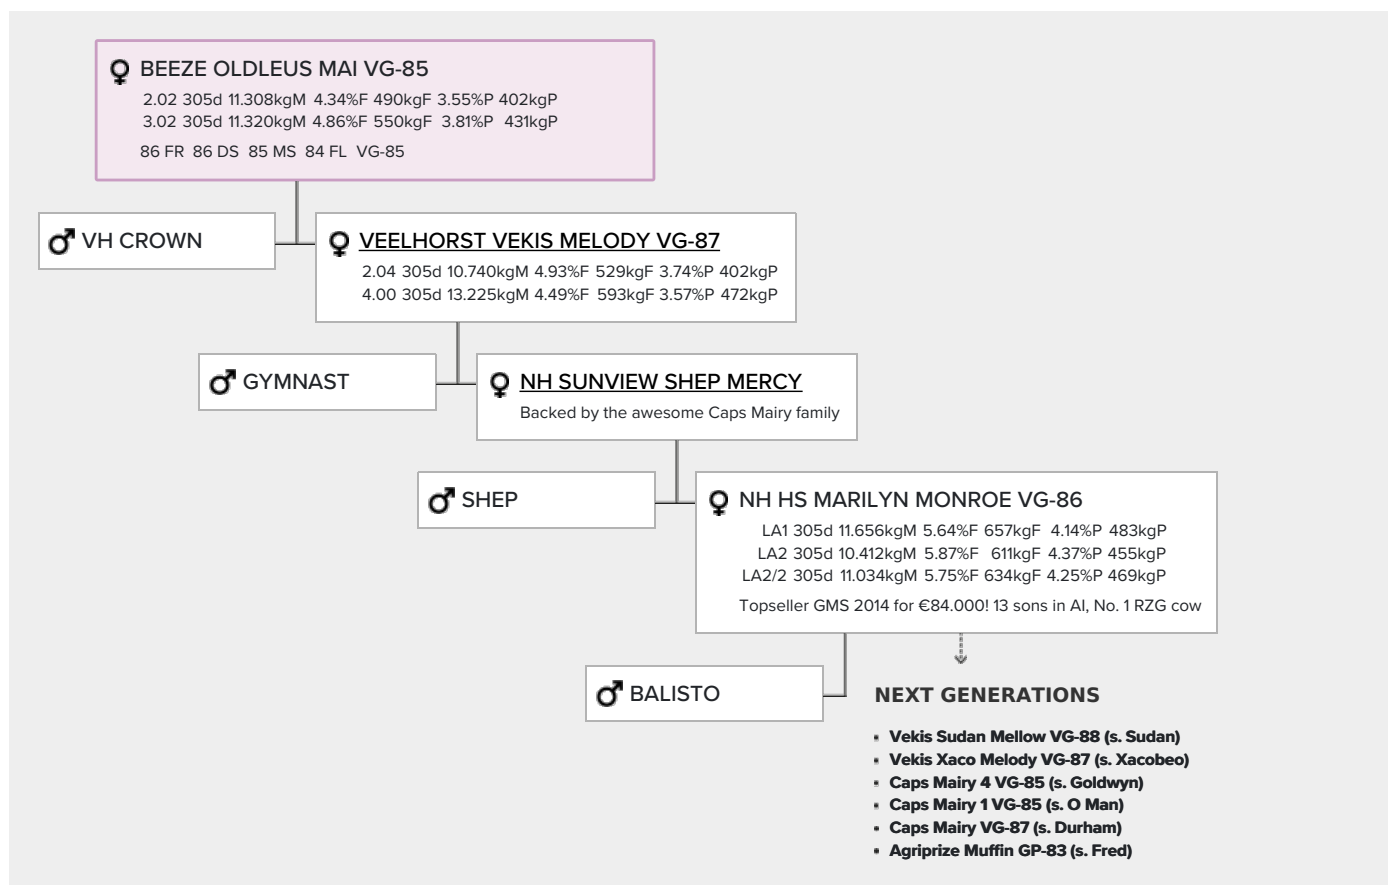 BEEZE OLDLEUS MAI VG-85
2.02 305d 11.308kgM 4.34%F 490kgF 3.55%P 402kgP
3.02 305d 11.320kgM 4.86%F 550kgF 3.81%P 431kgP
86 FR 86 DS 85 MS 84 FL VG-85
VH CROWN
VEELHORST VEKIS MELODY VG-87
2.04 305d 10.740kgM 4.93%F 529kgF 3.74%P 402kgP
4.00 305d 13.225kgM 4.49%F 593kgF 3.57%P 472kgP
GYMNAST
NH SUNVIEW SHEP MERCY
Backed by the awesome Caps Mairy family
SHEP
NH HS MARILYN MONROE VG-86
LA1 305d 11.656kgM 5.64%F 657kgF 4.14%P 483kgP
LA2 305d 10.412kgM 5.87%F 611kgF 4.37%P 455kgP
LA2/2 305d 11.034kgM 5.75%F 634kgF 4.25%P 469kgP
Topseller GMS 2014 for €84.000! 13 sons in AI, No. 1 RZG cow
BALISTO
NEXT GENERATIONS
Vekis Sudan Mellow VG-88 (s. Sudan)
Vekis Xaco Melody VG-87 (s. Xacobeo)
Caps Mairy 4 VG-85 (s. Goldwyn)
Caps Mairy 1 VG-85 (s. O Man)
Caps Mairy VG-87 (s. Durham)
Agriprize Muffin GP-83 (s. Fred)